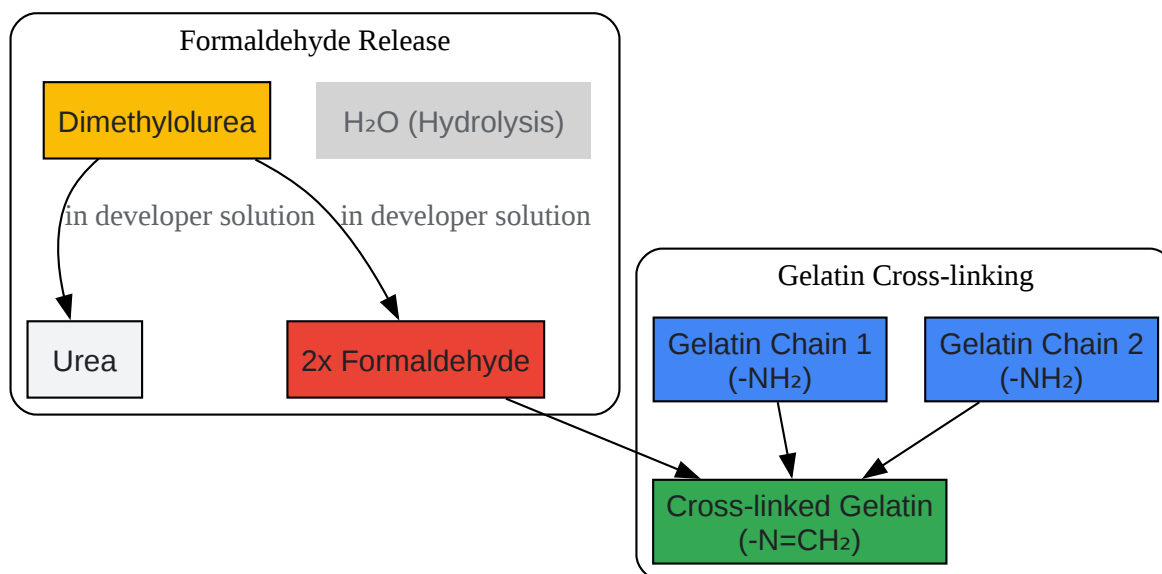 Formaldehyde Release
Dimethylolurea
H₂O (Hydrolysis)
in developer solution
in developer solution
Urea
2x Formaldehyde
Gelatin Cross-linking
Gelatin Chain 1
(-NH₂)
Gelatin Chain 2
(-NH₂)
Cross-linked Gelatin
(-N=CH₂)